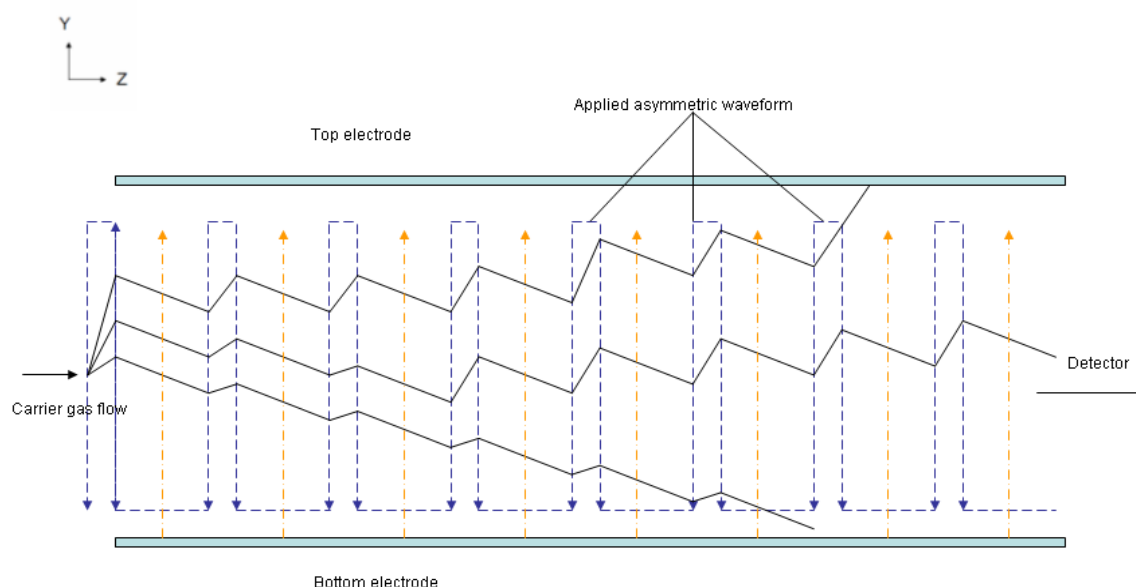 Y
Z
Applied asymmetric waveform
Top electrode
Detector
Carrier gas flow
Bottom electrode